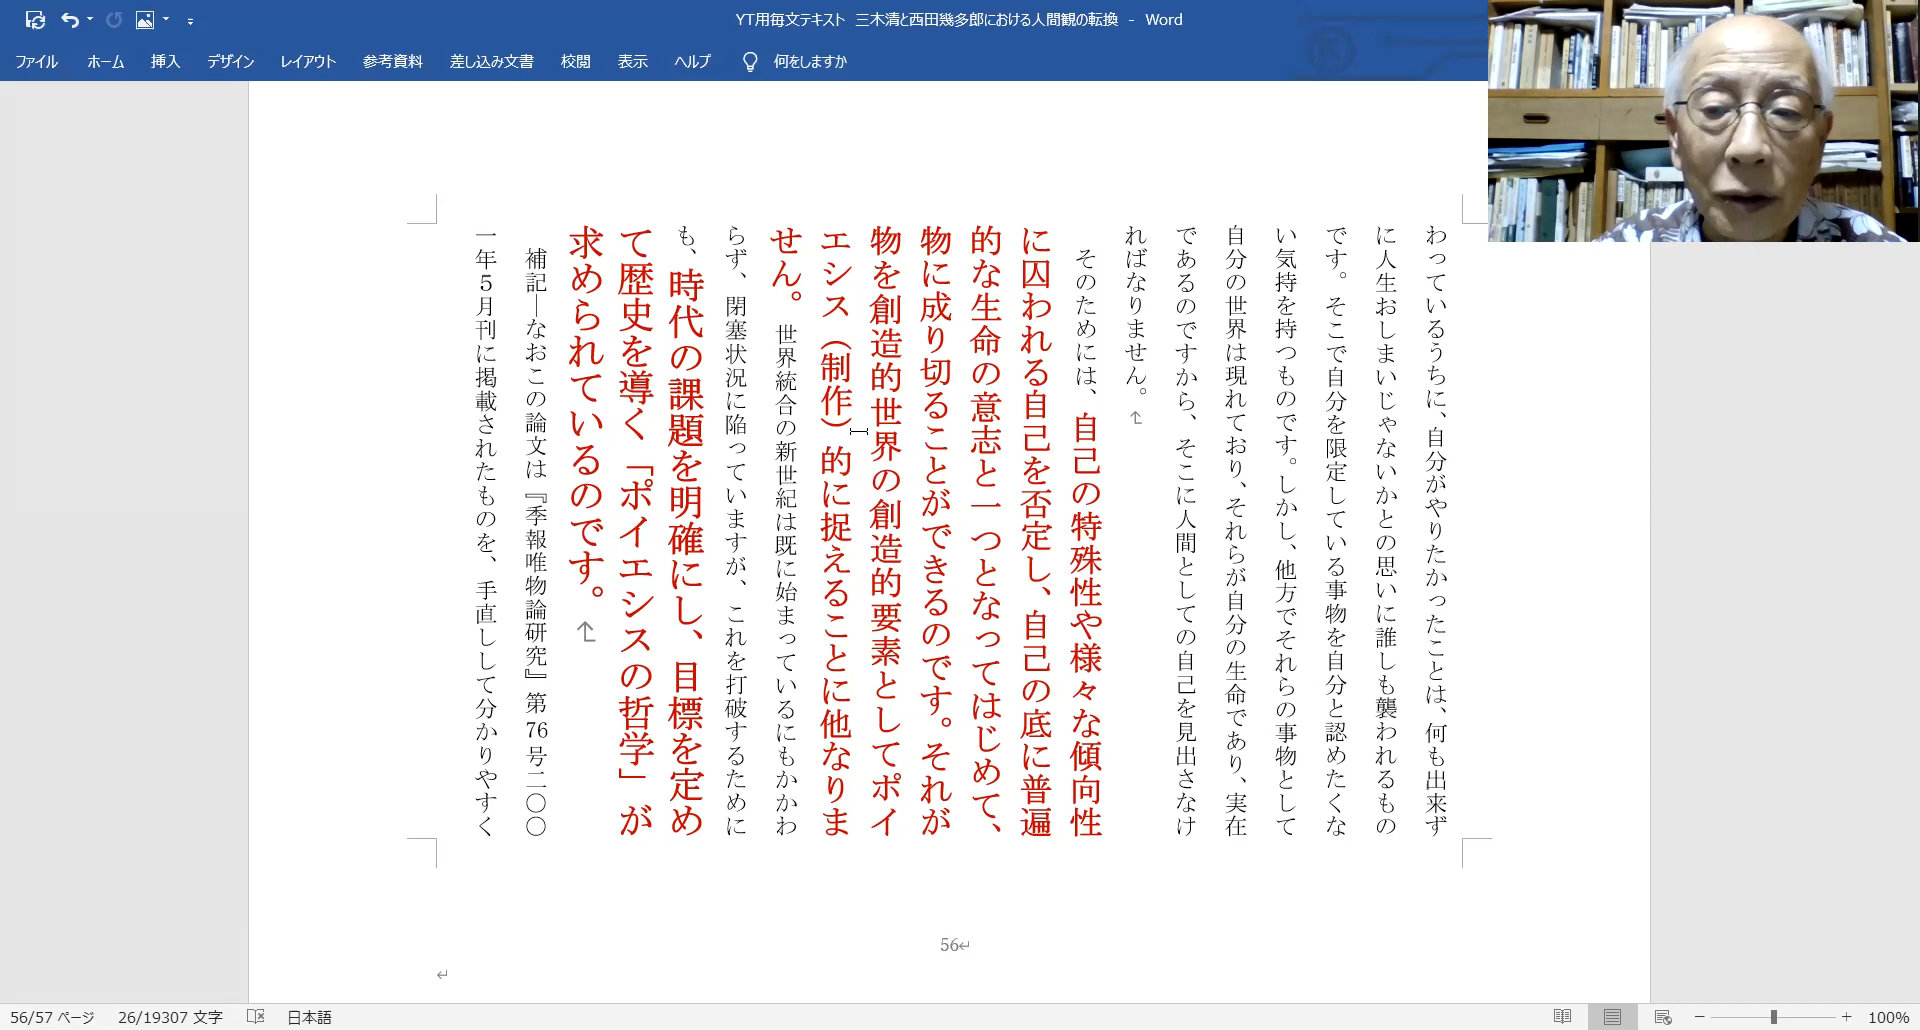 YT用毎文テキスト 三木清と西田幾多郎における人間観の転換 - Word
ファイル ホーム 挿入 デザイン レイアウト 参考資料 差し込み文書 校閲 表示 ヘルプ 何をしますか
わっているうちに、自分がやりたかったことは、何も出来ず
に人生おしまいじゃないかとの思いに誰しも襲われるもの
です。そこで自分を限定している事物を自分と認めたくな
い気持を持つものです。しかし、他方でそれらの事物として
自分の世界は現れており、それらが自分の生命であり、実在
であるのですから、そこに人間としての自己を見出さなけ
ればなりません。
そのためには、自己の特殊性や様々な傾向性
に囚われる自己を否定し、自己の底に普遍
的な生命の意志と一つとなってはじめて、
物に成り切ることができるのです。それが
物を創造的世界の創造的要素としてポイ
エシス（制作）的に捉えることに他なりま
せん。世界統合の新世紀は既に始まっているにもかかわ
らず、閉塞状況に陥っていますが、これを打破するために
も、時代の課題を明確にし、目標を定め
て歴史を導く「ポイエシスの哲学」が
求められているのです。
補記―なおこの論文は『季報唯物論研究』第76号二〇〇
一年５月刊に掲載されたものを、手直しして分かりやすく
56
56/57 ページ 26/19307 文字 日本語 100%